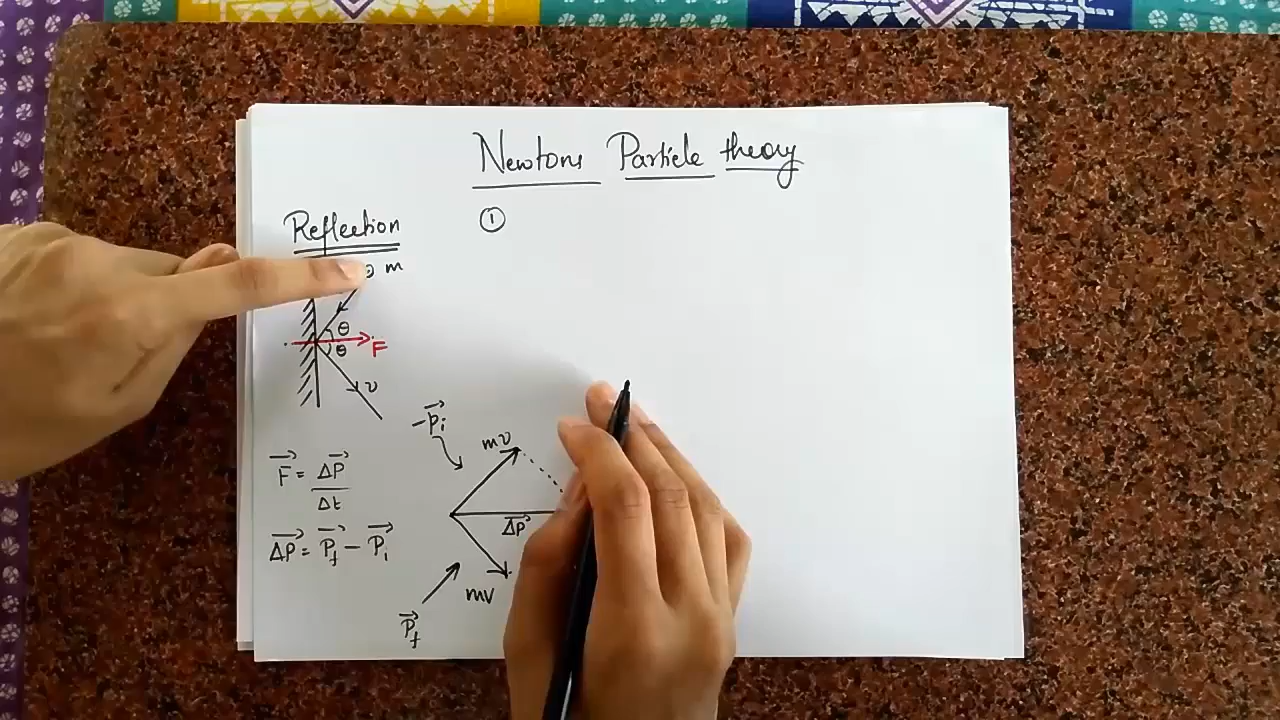 Newtons Particle theory
①
Reflection
m
θ
θ
F
v
-p⃗i
mv
F⃗ = ΔP⃗/Δt
ΔP⃗
ΔP⃗ = P⃗f - P⃗i
mv
P⃗f